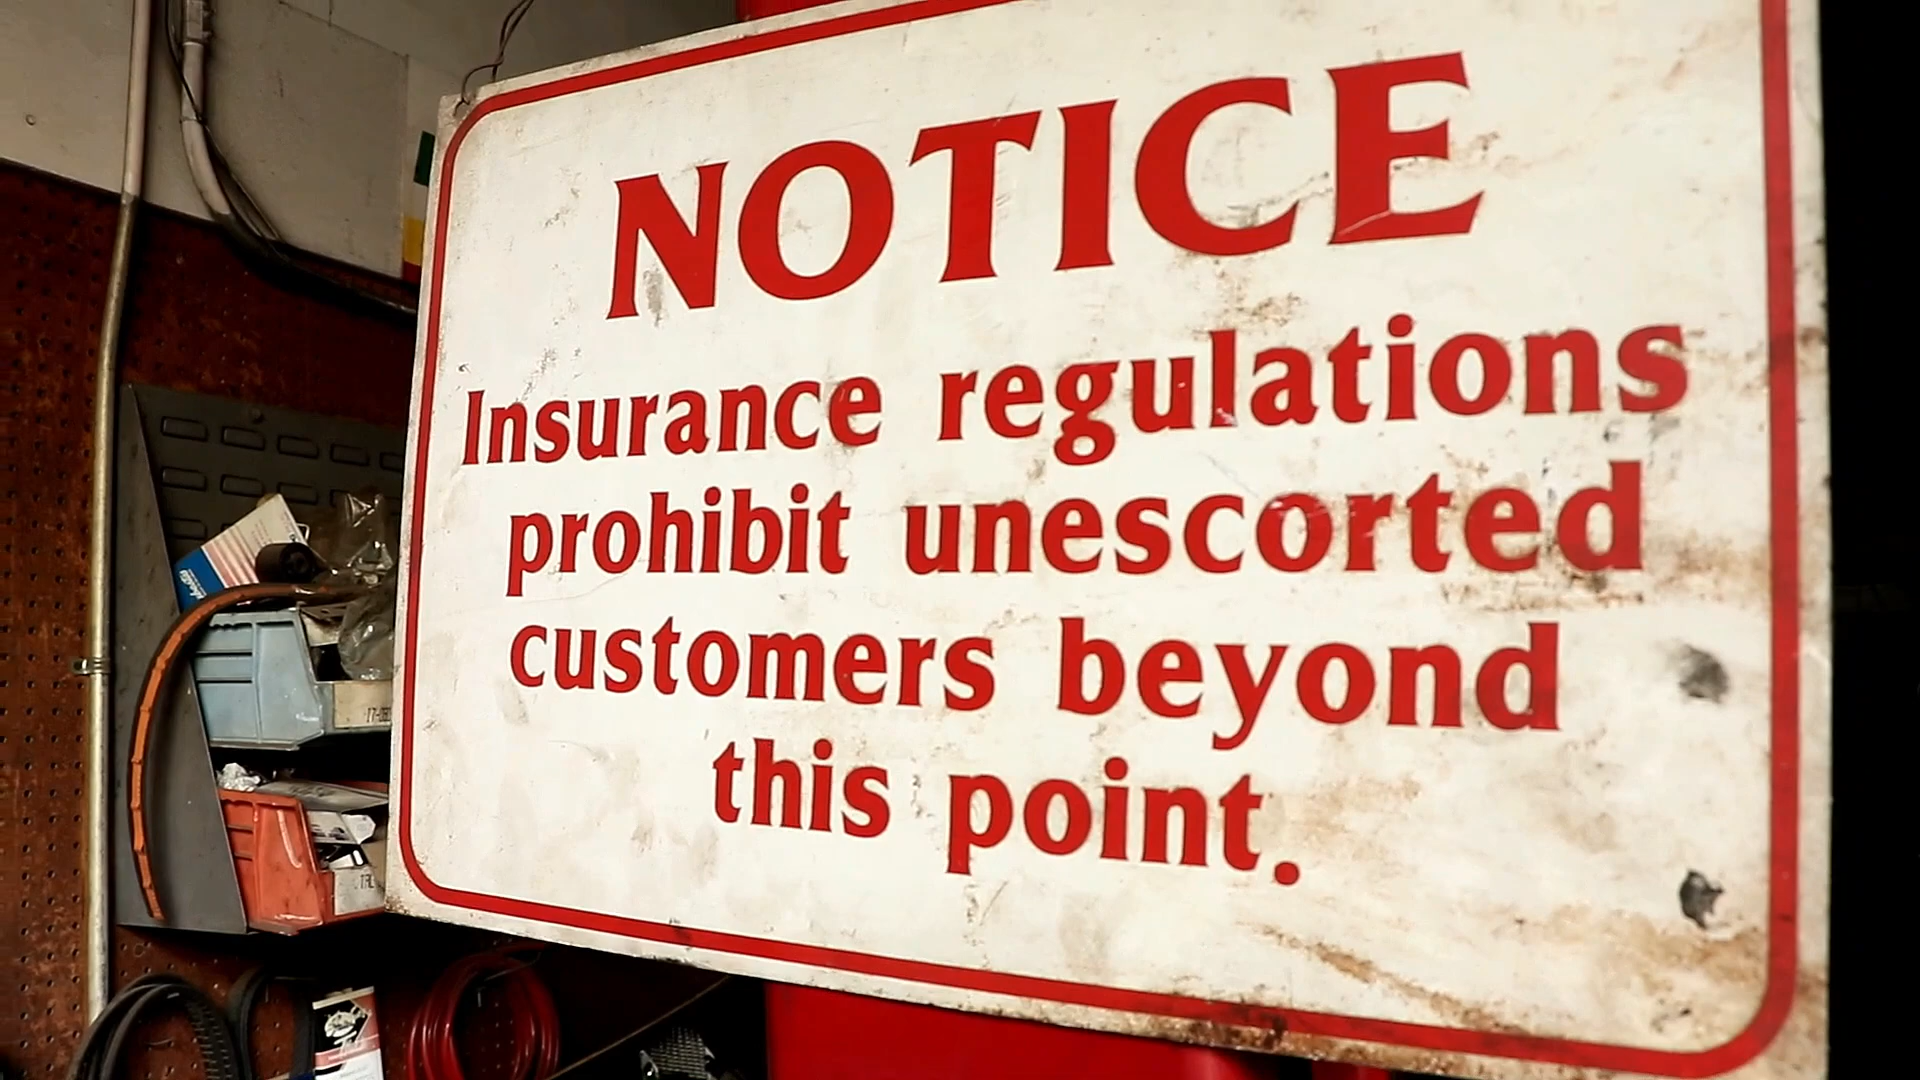 NOTICE
Insurance regulations
prohibit unescorted
customers beyond
this point.